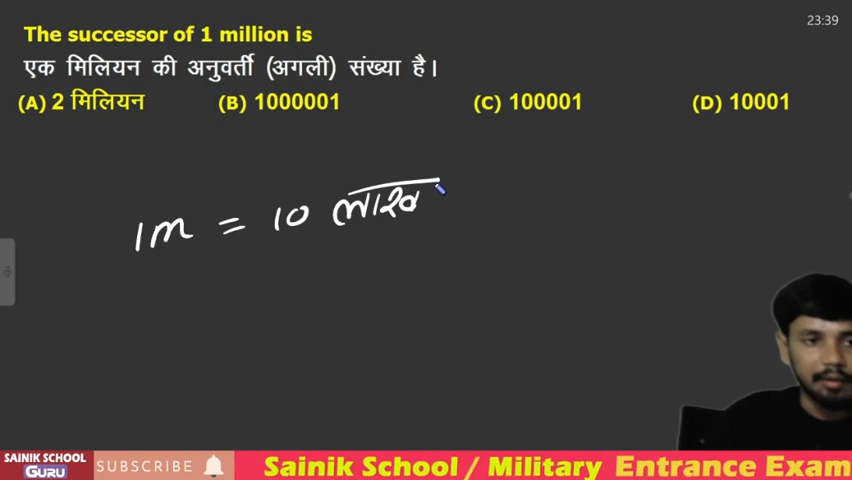 23:39
The successor of 1 million is
एक मिलियन की अनुवर्ती (अगली) संख्या है।
(A) 2 मिलियन (B) 1000001 (C) 100001 (D) 10001
1m = 10 लाख
SAINIK SCHOOL
GURU
SUBSCRIBE
Sainik School / Military Entrance Exam